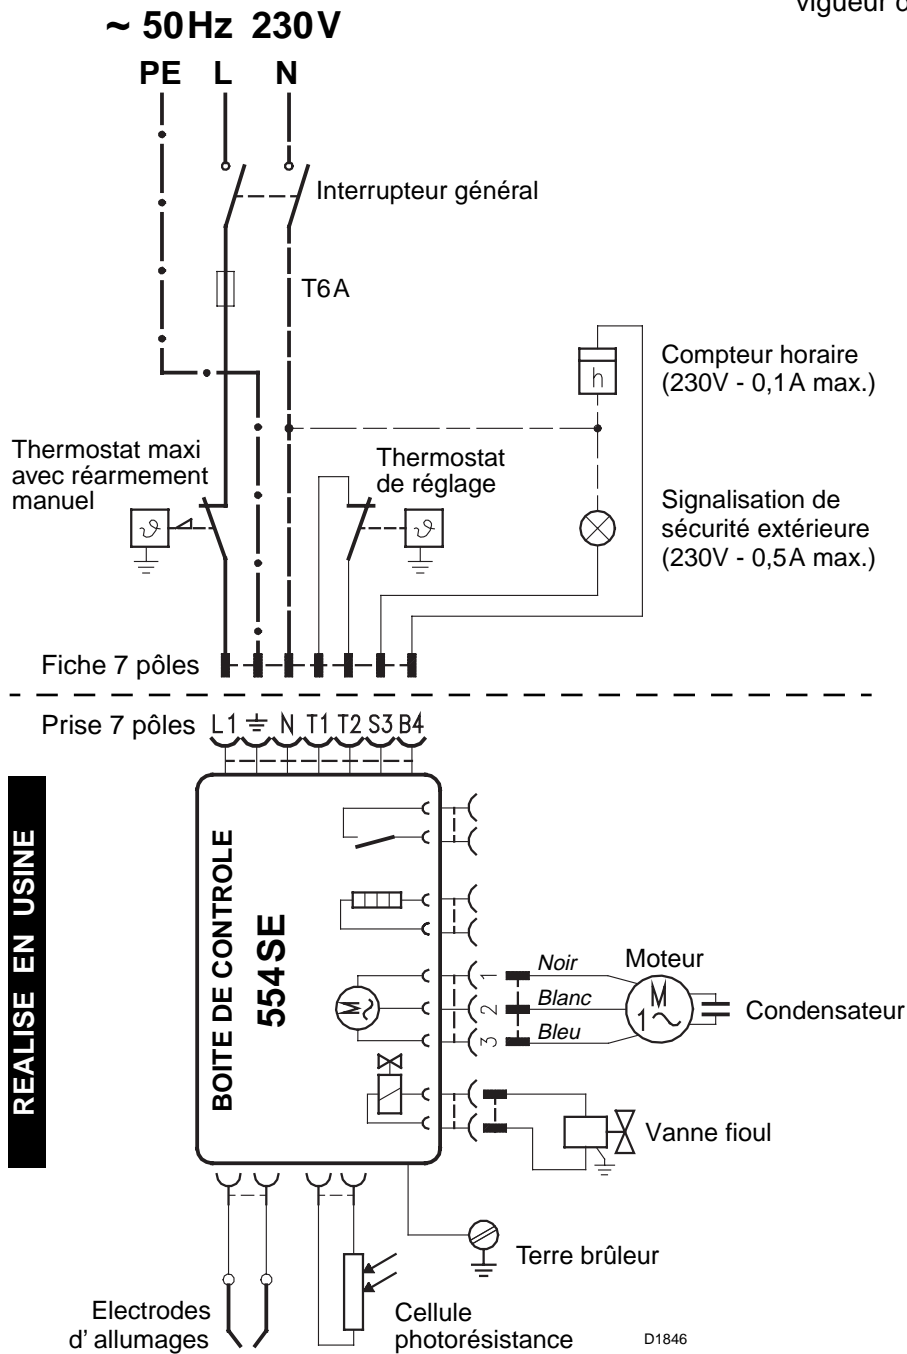 vigueur d
~ 50Hz 230V
PE L N
Interrupteur général
T6A
Compteur horaire
(230V - 0,1A max.)
h
Thermostat maxi
avec réarmement
manuel
Thermostat
de réglage
Signalisation de
sécurité extérieure
(230V - 0,5A max.)
ϑ
ϑ
Fiche 7 pôles
Prise 7 pôles L1 N T1 T2 S3 B4
REALISE EN USINE
BOITE DE CONTROLE
554SE
M~
1 Noir
2 Blanc
3 Bleu
Moteur
M
1~
Condensateur
Vanne fioul
Terre brûleur
Electrodes
d' allumages
Cellule
photorésistance
D1846